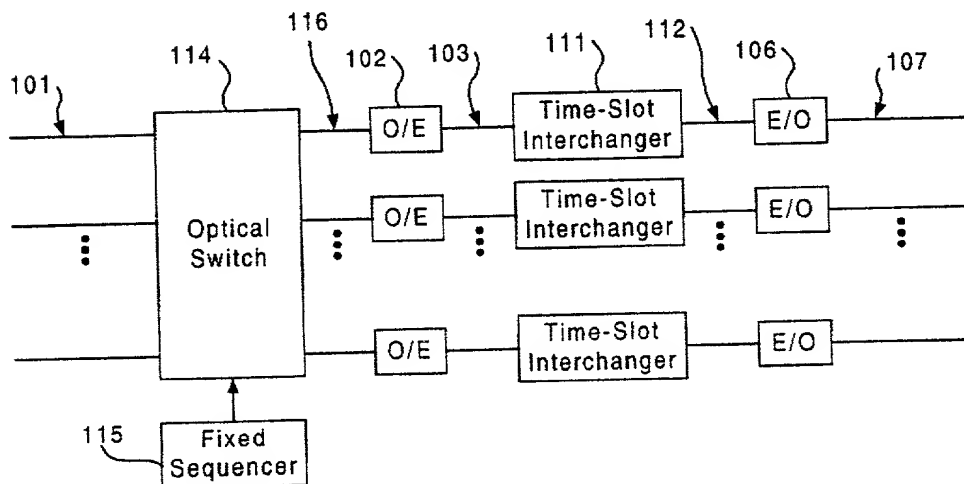 114
116
102
103
111
112
106
107
101
O/E
Time-Slot
Interchanger
E/O
Optical
Switch
O/E
Time-Slot
Interchanger
E/O
O/E
Time-Slot
Interchanger
E/O
115
Fixed
Sequencer